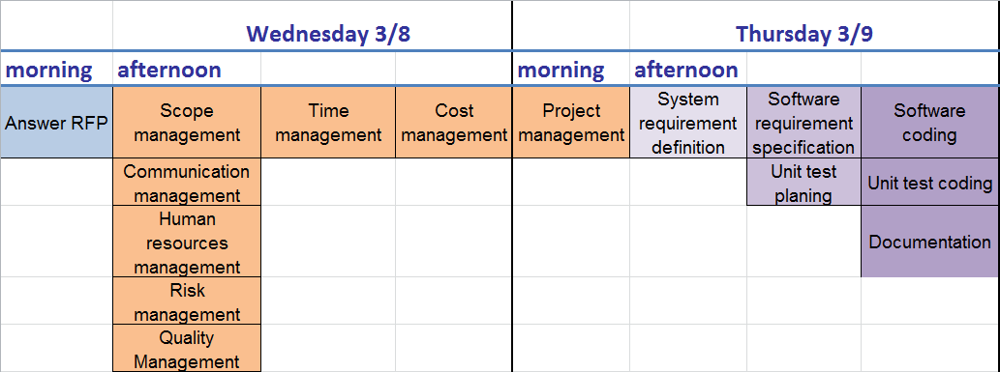 Wednesday 3/8
Thursday 3/9
morning
afternoon
morning
afternoon
Answer RFP
Scope
management
Time
management
Cost
management
Project
management
System
requirement
definition
Software
requirement
specification
Software
coding
Communication
management
Unit test
planing
Unit test coding
Human
resources
management
Documentation
Risk
management
Quality
Management